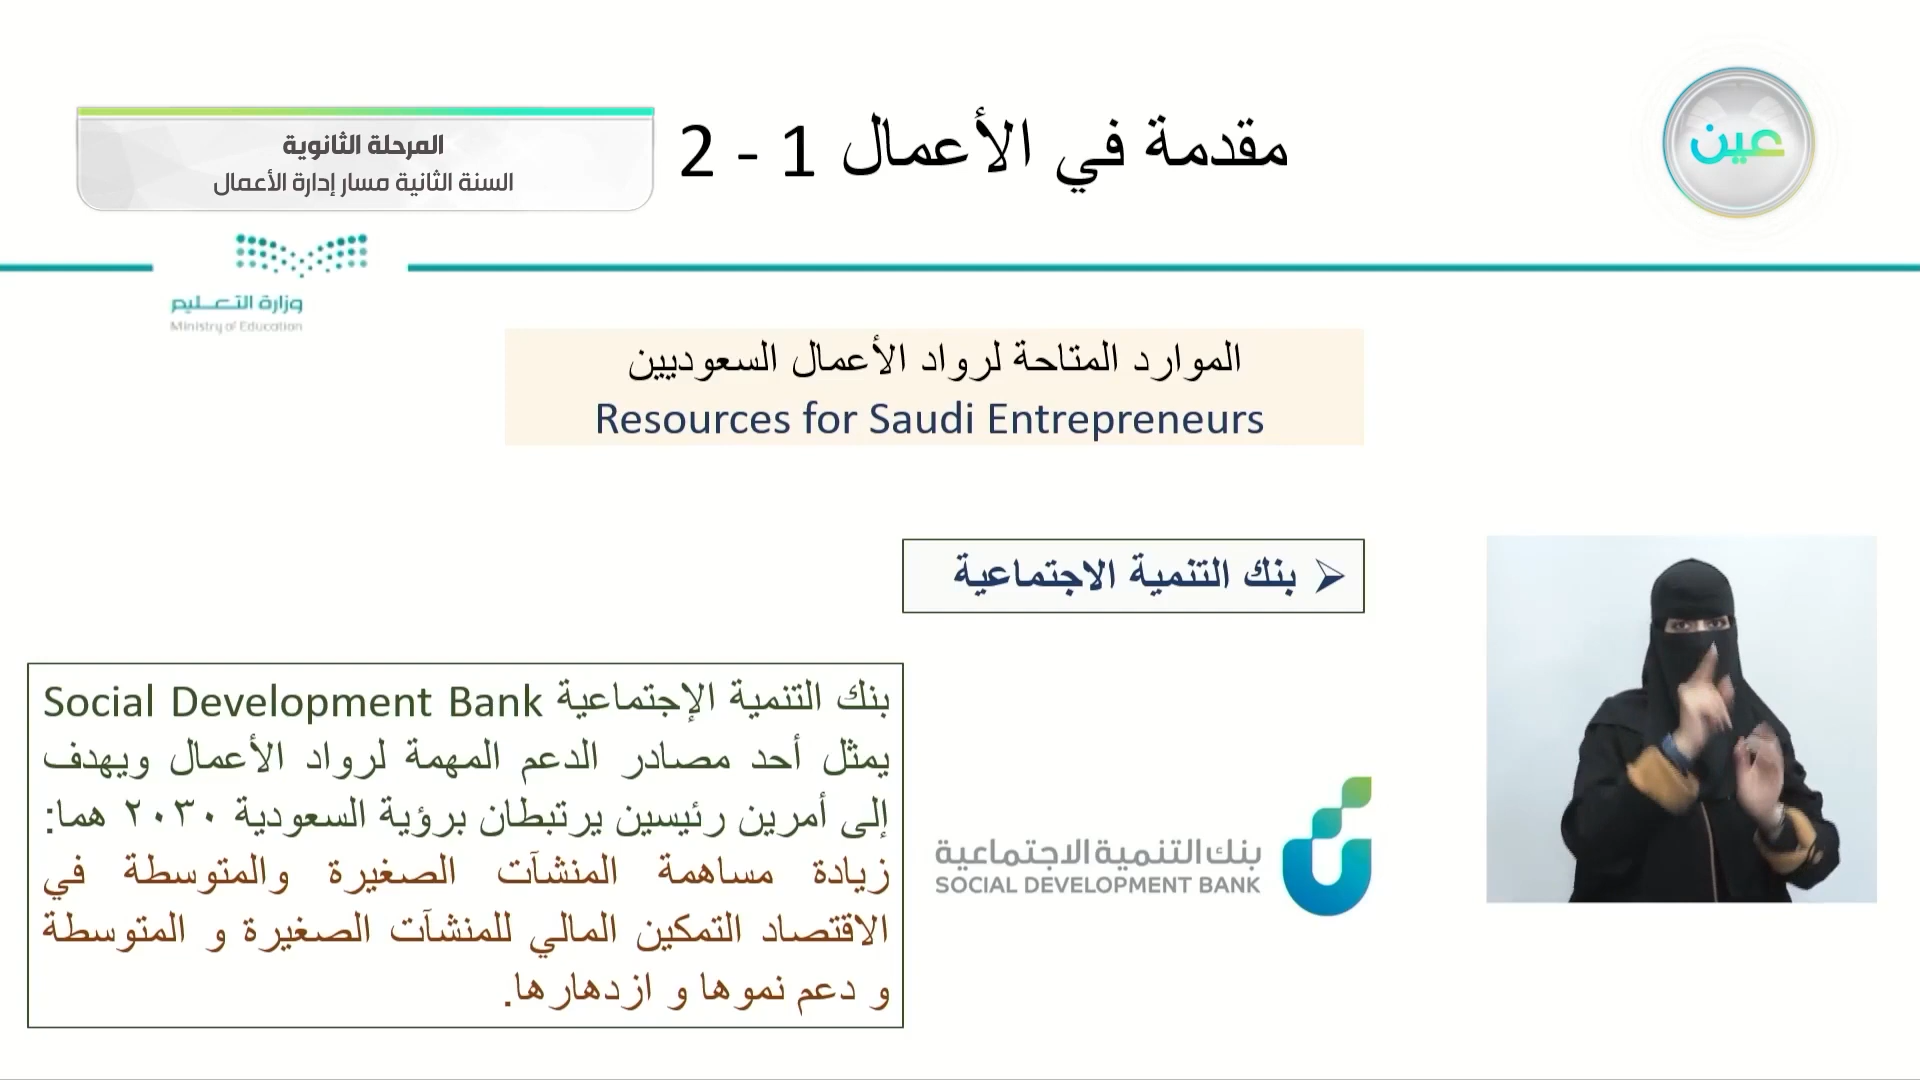 عين
مقدمة في الأعمال 1 - 2
المرحلة الثانوية
السنة الثانية مسار إدارة الأعمال
وزارة التعليم
Ministry of Education
الموارد المتاحة لرواد الأعمال السعوديين
Resources for Saudi Entrepreneurs
بنك التنمية الاجتماعية
بنك التنمية الإجتماعية Social Development Bank
يمثل أحد مصادر الدعم المهمة لرواد الأعمال ويهدف
إلى أمرين رئيسين يرتبطان برؤية السعودية ٢٠٣٠ هما:
زيادة مساهمة المنشآت الصغيرة والمتوسطة في
الاقتصاد التمكين المالي للمنشآت الصغيرة و المتوسطة
و دعم نموها و ازدهارها.
بنك التنمية الاجتماعية
SOCIAL DEVELOPMENT BANK